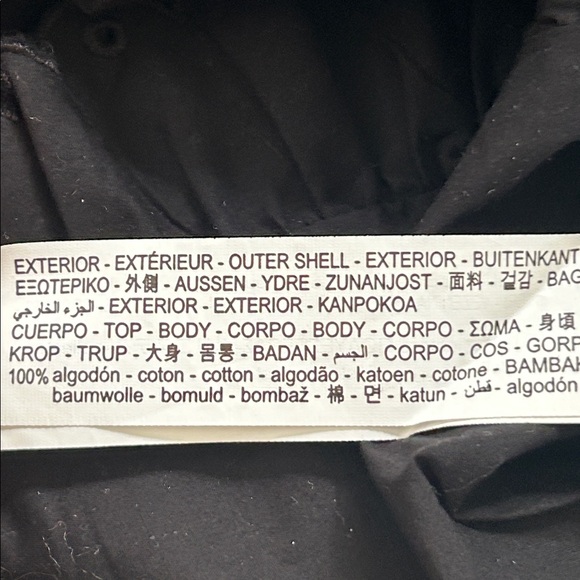 EXTERIOR - EXTÉRIEUR - OUTER SHELL - EXTERIOR - BUITENKANT
ΕΞΩΤΕΡΙΚΟ - 外側 - AUSSEN - YDRE - ZUNANJOST - 面料 - 겉감 - BAG
الجزء الخارجي - EXTERIOR - EXTERIOR - KANPOKOA
CUERPO - TOP - BODY - CORPO - BODY - CORPO - ΣΩΜΑ - 身頃
KROP - TRUP - 大身 - 몸통 - BADAN - الجسم - CORPO - COS - GORP
100% algodón - coton - cotton - algodão - katoen - cotone - ΒΑΜΒΑΚ
baumwolle - bomuld - bombaž - 棉 - 면 - katun - قطن - algodón